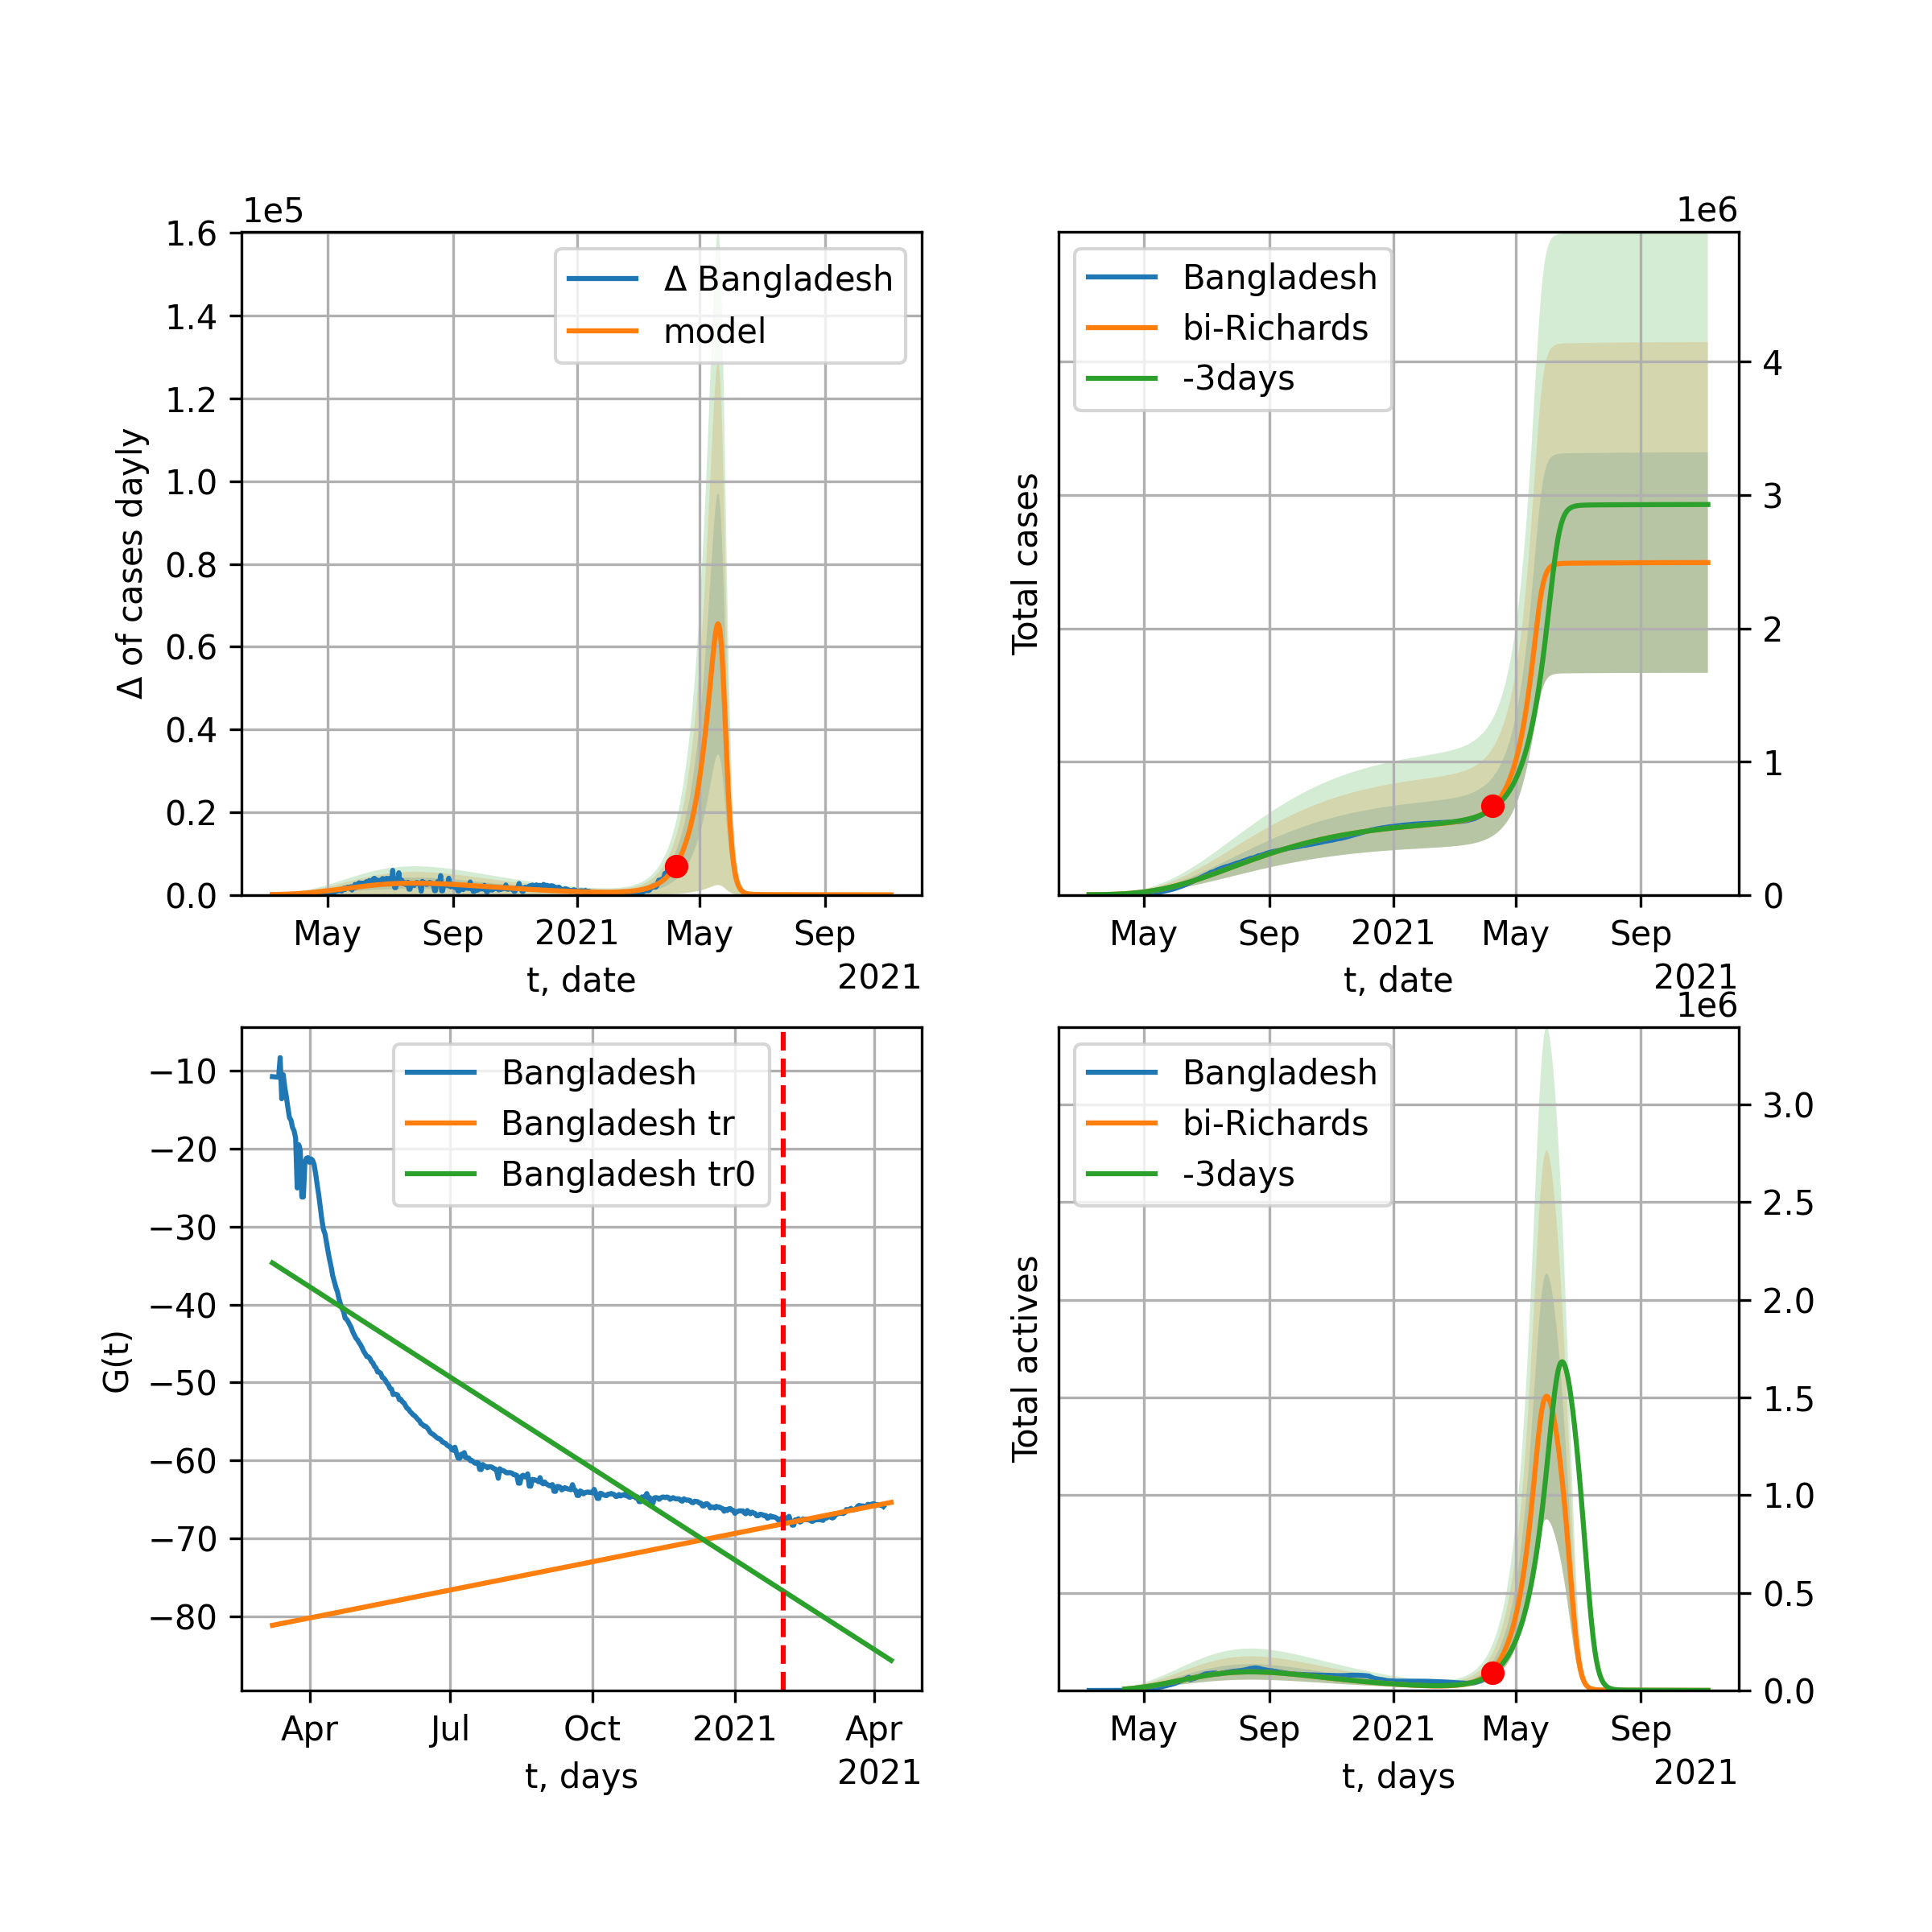 1e5
1.6
1.4
1.2
1.0
0.8
0.6
0.4
0.2
0.0
Δ of cases dayly
Δ Bangladesh
model
May Sep 2021 May Sep
t, date
2021
1e6
Total cases
Bangladesh
bi-Richards
-3days
4
3
2
1
0
May Sep 2021 May Sep
t, date
2021
−10
−20
−30
−40
−50
−60
−70
−80
G(t)
Bangladesh
Bangladesh tr
Bangladesh tr0
Apr Jul Oct 2021 Apr
t, days
2021
1e6
Total actives
Bangladesh
bi-Richards
-3days
3.0
2.5
2.0
1.5
1.0
0.5
0.0
May Sep 2021 May Sep
t, days
2021